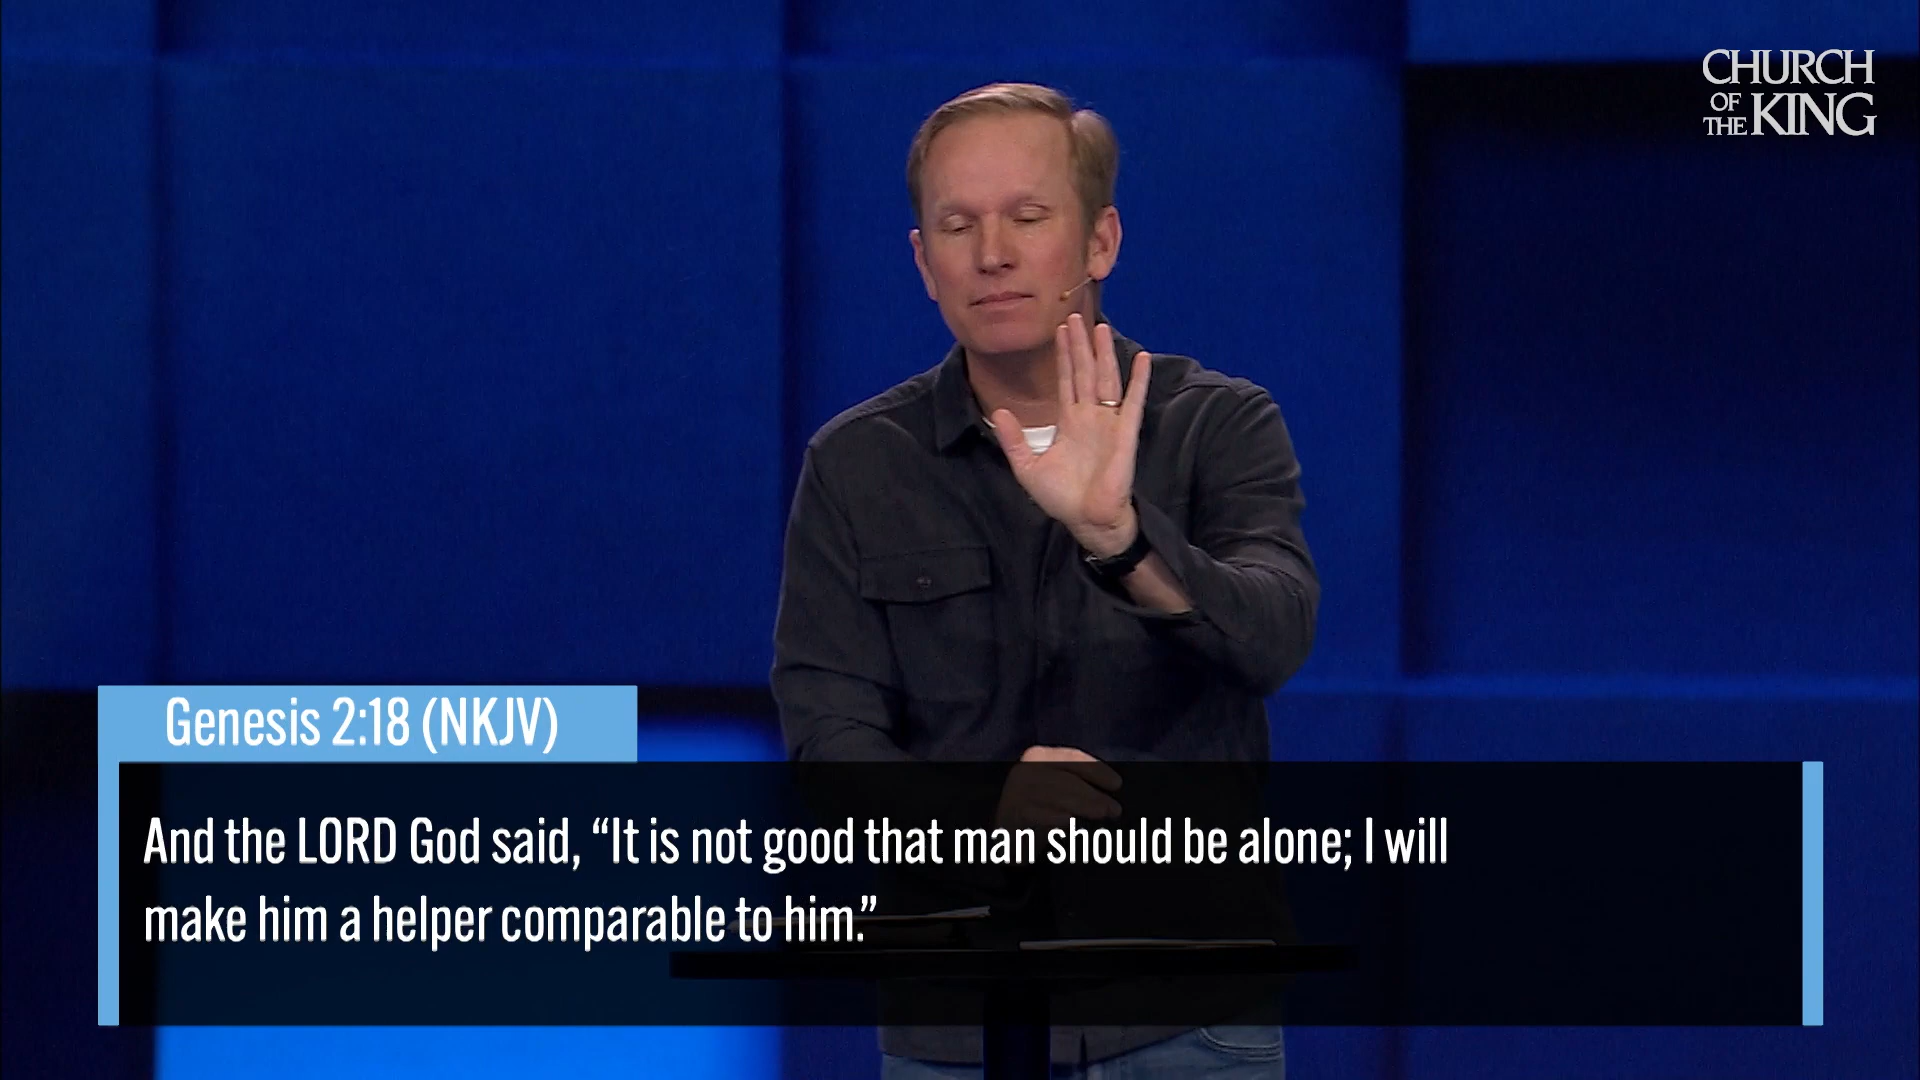 CHURCH
OF
THE KING
Genesis 2:18 (NKJV)
And the LORD God said, “It is not good that man should be alone; I will
make him a helper comparable to him.”